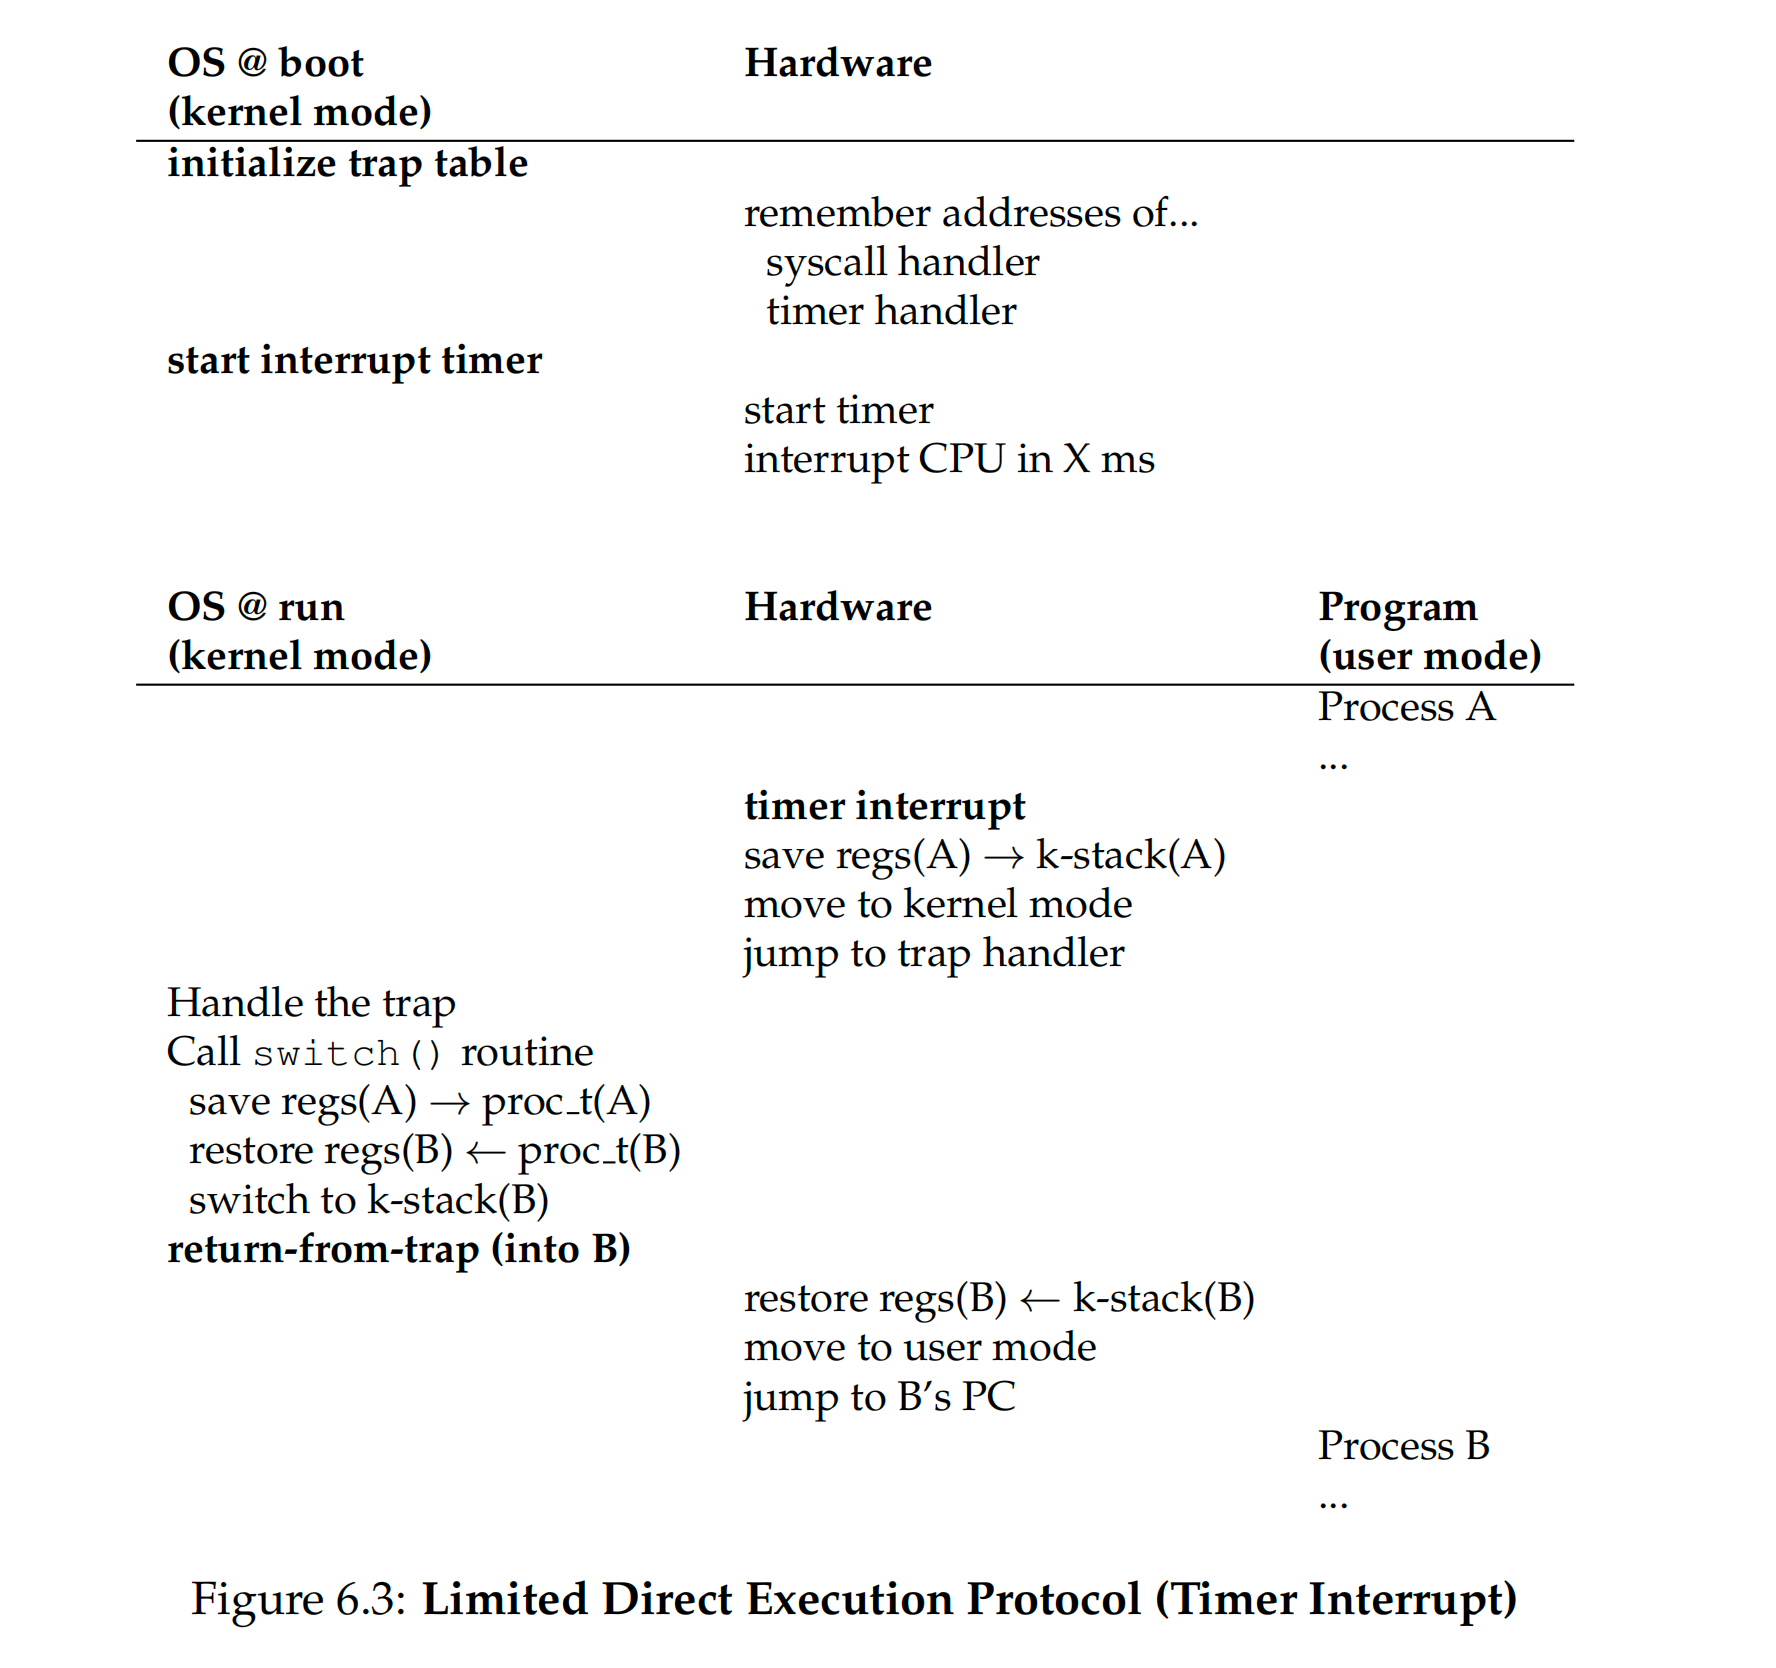 OS @ boot Hardware
(kernel mode)
initialize trap table
remember addresses of...
syscall handler
timer handler
start interrupt timer
start timer
interrupt CPU in X ms
OS @ run Hardware Program
(kernel mode) (user mode)
Process A
...
timer interrupt
save regs(A) → k-stack(A)
move to kernel mode
jump to trap handler
Handle the trap
Call switch() routine
save regs(A) → proc_t(A)
restore regs(B) ← proc_t(B)
switch to k-stack(B)
return-from-trap (into B)
restore regs(B) ← k-stack(B)
move to user mode
jump to B’s PC
Process B
...
Figure 6.3: Limited Direct Execution Protocol (Timer Interrupt)